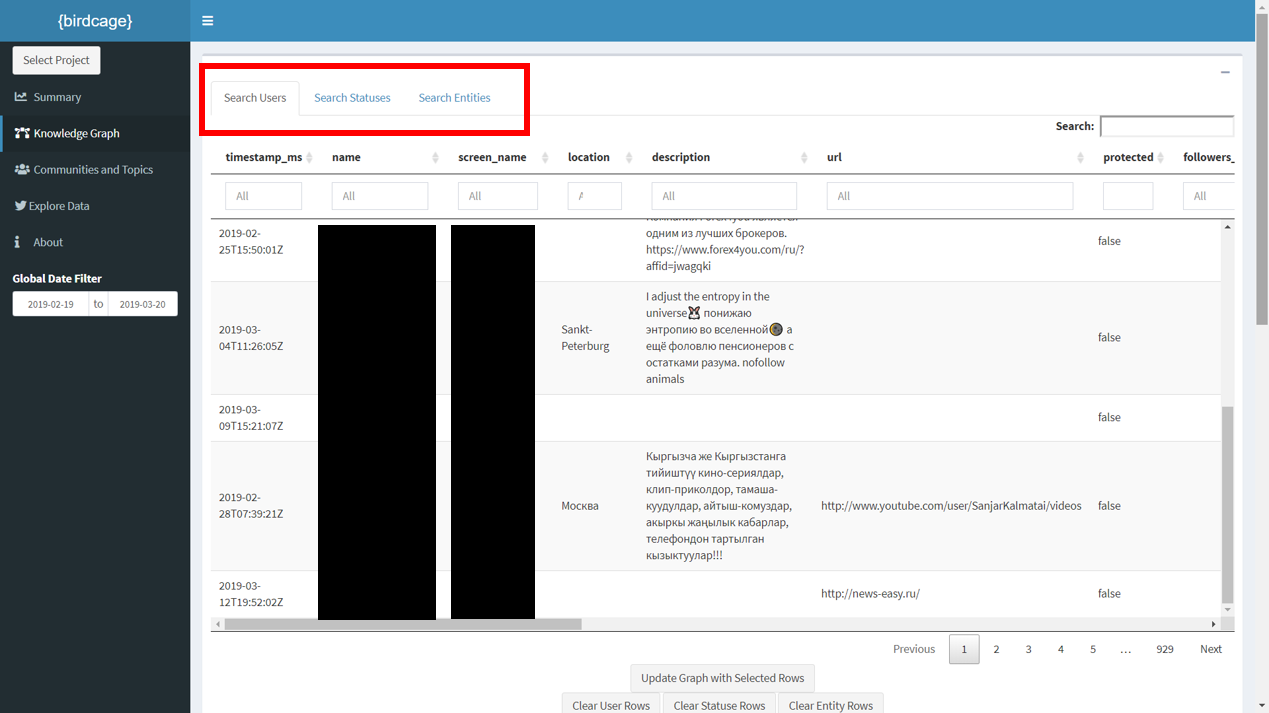 {birdcage}
Select Project
Summary
Knowledge Graph
Communities and Topics
Explore Data
About
Global Date Filter
2019-02-19 to 2019-03-20
Search Users Search Statuses Search Entities
Search:
timestamp_ms name screen_name location description url protected followers_
All All All All All All
Компания Forex4you является
одним из лучших брокеров.
https://www.forex4you.com/ru/?
affid=jwagqki
2019-02-
25T15:50:01Z
false
2019-03-
04T11:26:05Z
Sankt-
Peterburg
I adjust the entropy in the
universe понижаю
энтропию во вселенной а
ещё фоловлю пенсионеров с
остатками разума. nofollow
animals
false
2019-03-
09T15:21:07Z
false
2019-02-
28T07:39:21Z
Москва
Кыргызча же Кыргызстанга
тийиштүү кино-сериялдар,
клип-приколдор, тамаша-
куудулдар, айтыш-комуздар,
акыркы жаңылык кабарлар,
телефондон тартылган
кызыктуулар!!!
http://www.youtube.com/user/SanjarKalmatai/videos
false
2019-03-
12T19:52:02Z
http://news-easy.ru/
false
Previous 1 2 3 4 5 … 929 Next
Update Graph with Selected Rows
Clear User Rows Clear Statuse Rows Clear Entity Rows